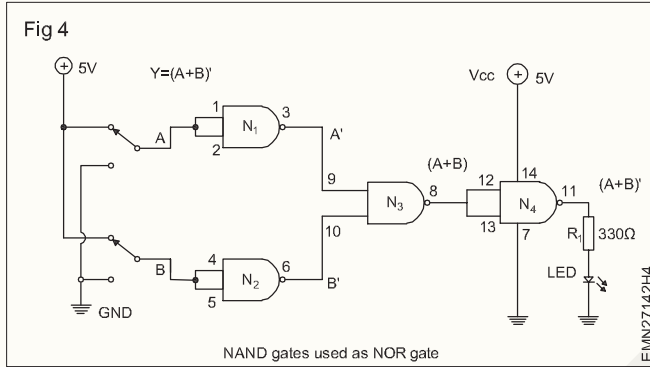 Fig 4
5V
Y=(A+B)'
Vcc
5V
1
2
N1
3
A
A'
9
10
N3
8
(A+B)
12
13
14
N4
7
11
(A+B)'
R1
330Ω
LED
B
4
5
N2
6
B'
GND
NAND gates used as NOR gate
EMN27142H4